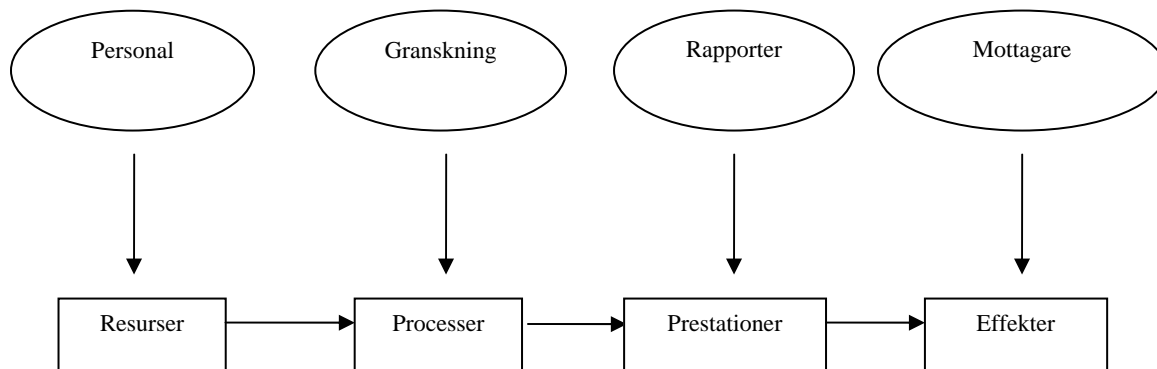 Personal
Granskning
Rapporter
Mottagare
Resurser
Processer
Prestationer
Effekter